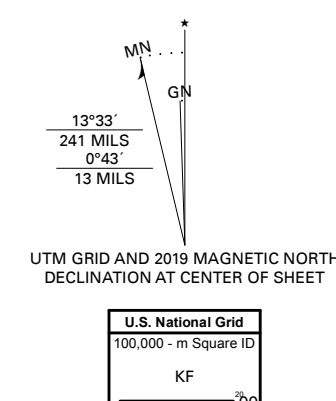 ★
MN
GN
13°33´
241 MILS
0°43´
13 MILS
UTM GRID AND 2019 MAGNETIC NORTH
DECLINATION AT CENTER OF SHEET
U.S. National Grid
100,000 - m Square ID
KF